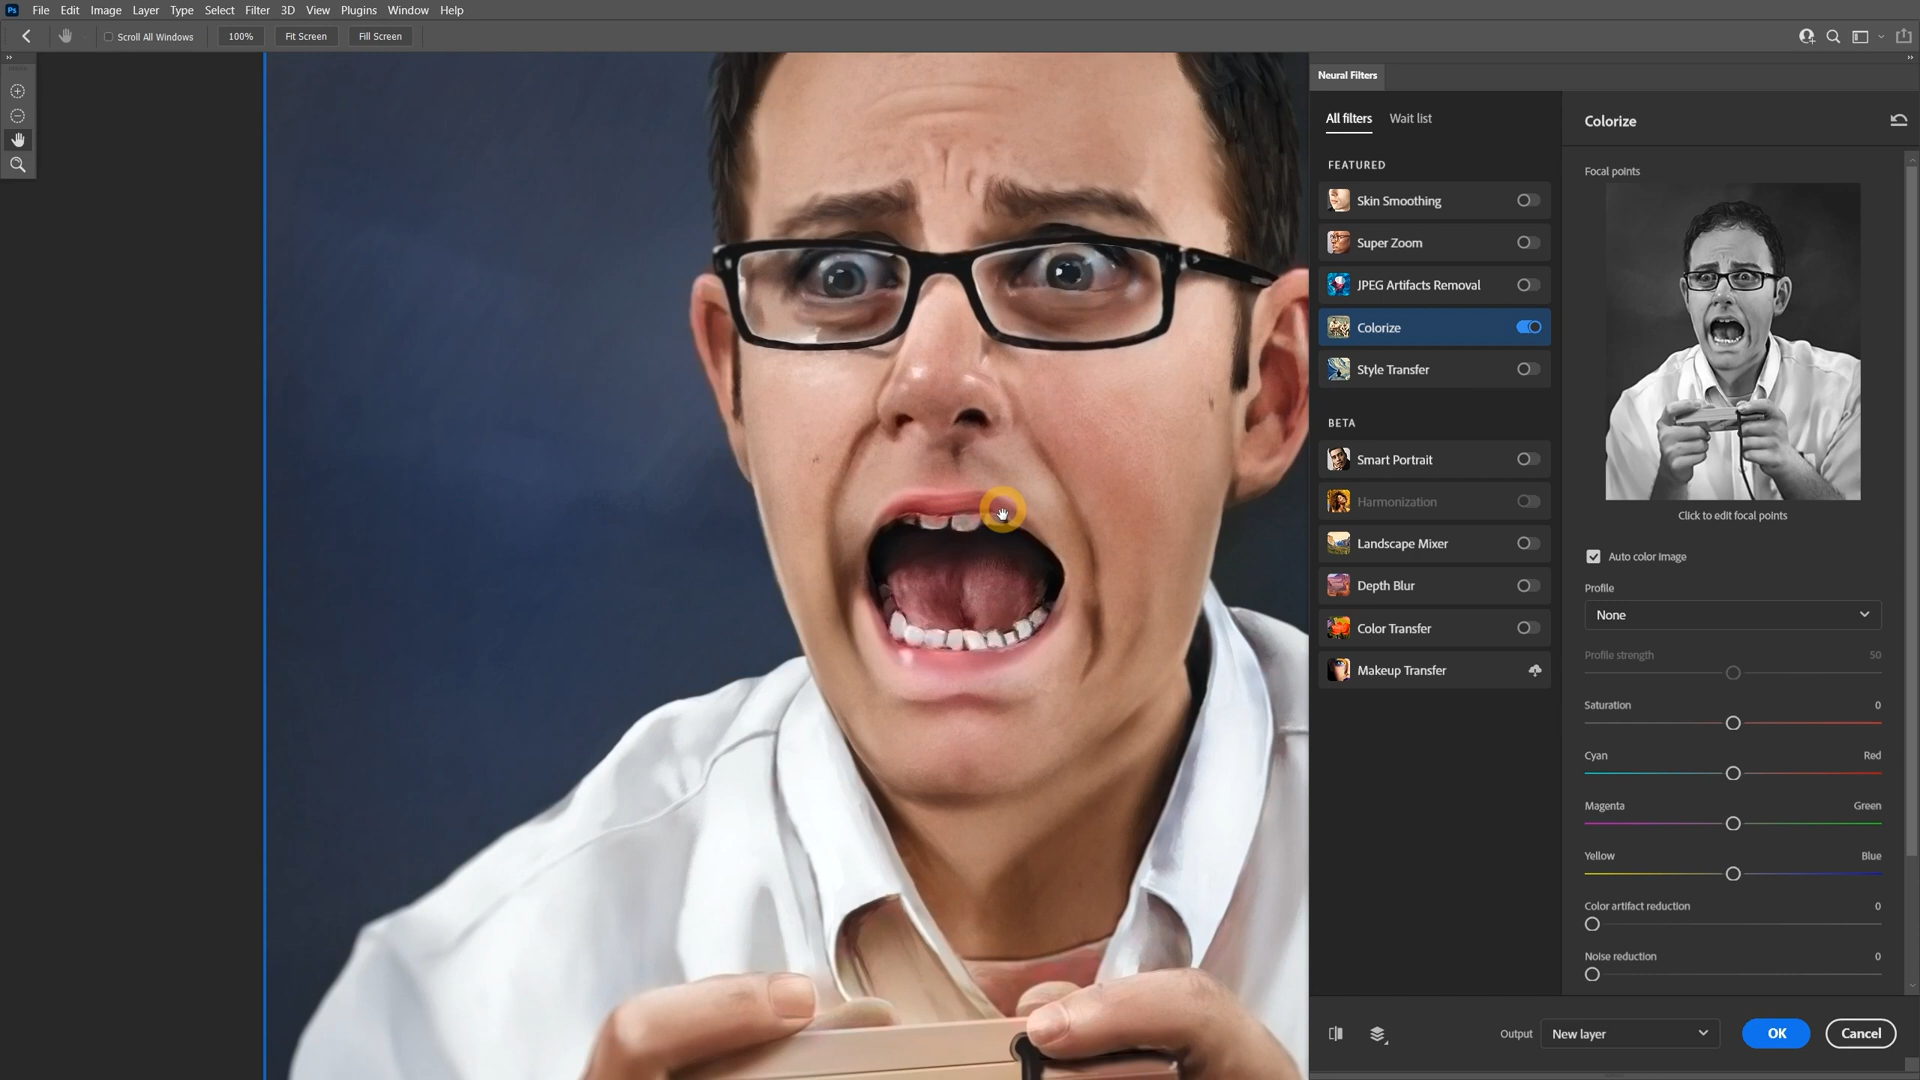 Ps File Edit Image Layer Type Select Filter 3D View Plugins Window Help
Scroll All Windows 100% Fit Screen Fill Screen
Neural Filters
All filters Wait list
FEATURED
Skin Smoothing
Super Zoom
JPEG Artifacts Removal
Colorize
Style Transfer
BETA
Smart Portrait
Harmonization
Landscape Mixer
Depth Blur
Color Transfer
Makeup Transfer
Colorize
Focal points
Click to edit focal points
Auto color image
Profile
None
Profile strength 50
Saturation 0
Cyan Red
Magenta Green
Yellow Blue
Color artifact reduction 0
Noise reduction 0
Output New layer OK Cancel